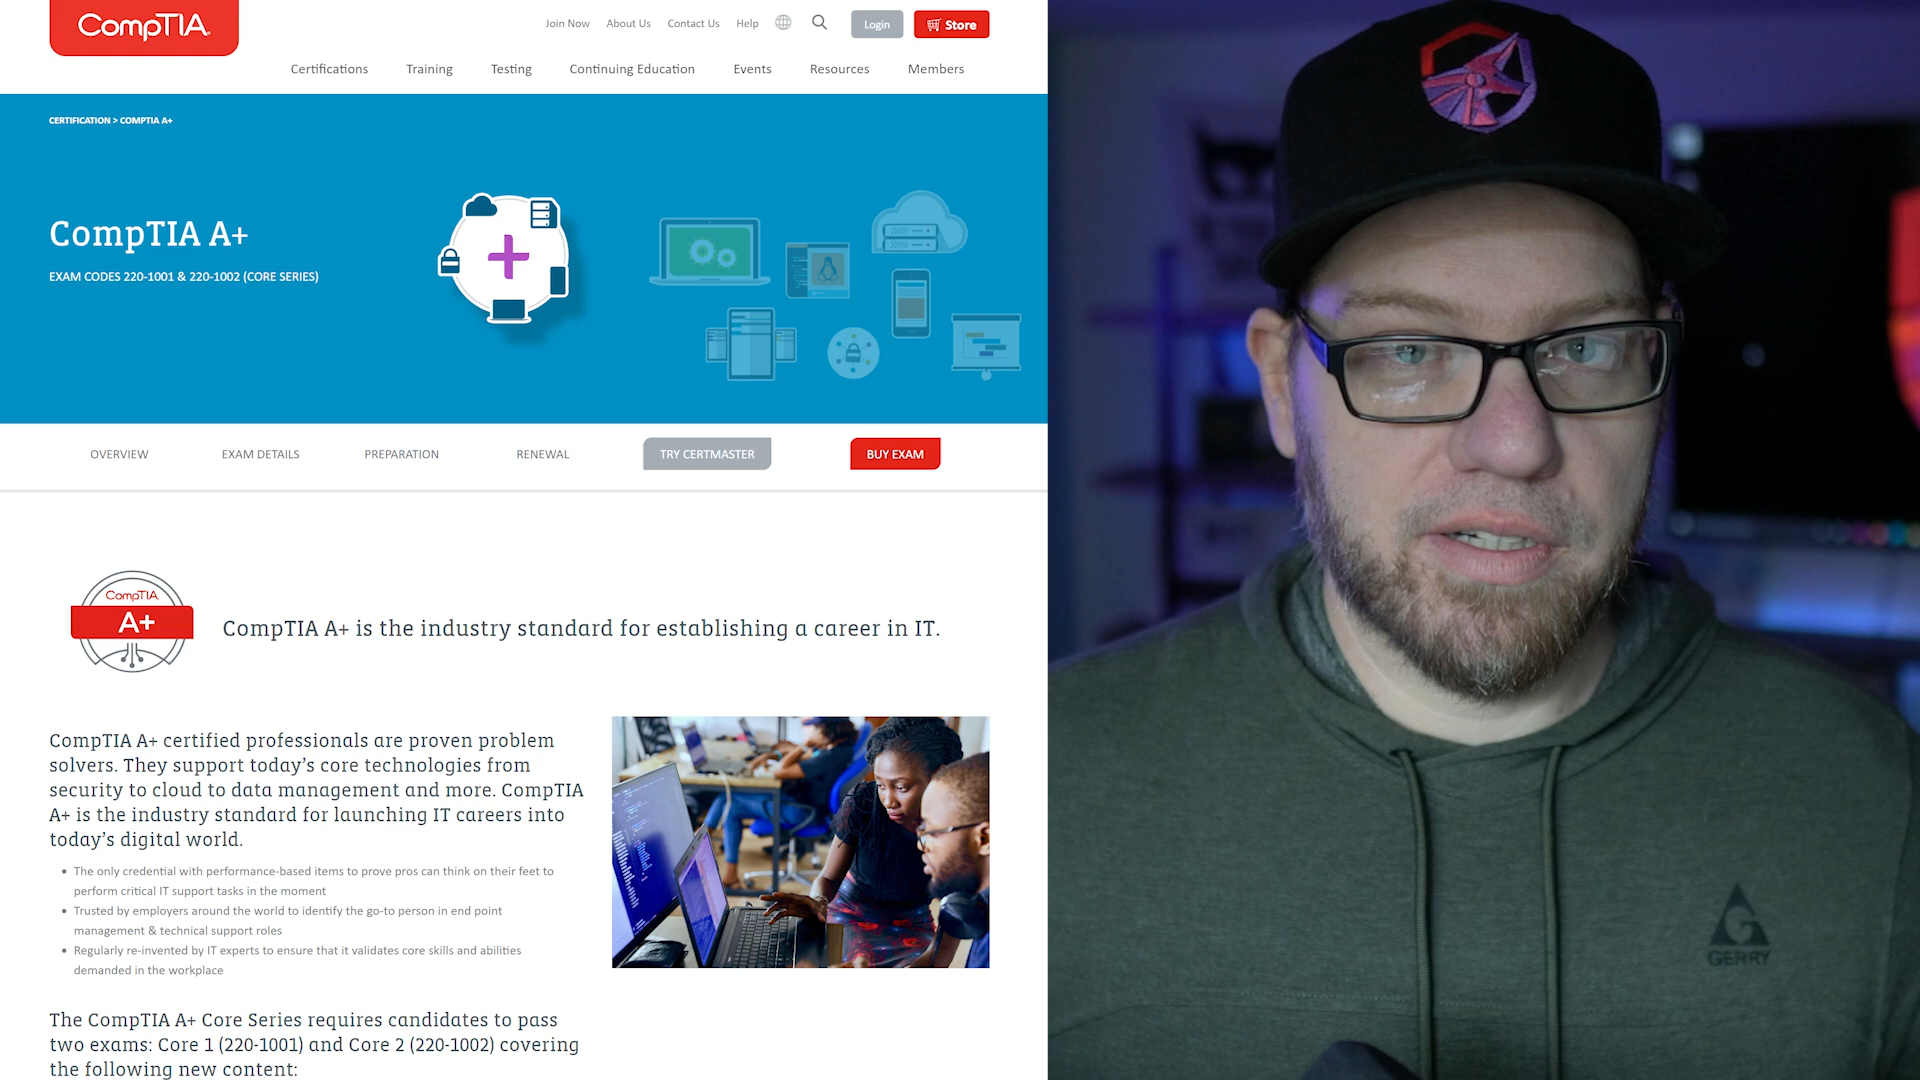 CompTIA.
Join Now About Us Contact Us Help Login Store
Certifications Training Testing Continuing Education Events Resources Members
CERTIFICATION > COMPTIA A+
CompTIA A+
EXAM CODES 220-1001 & 220-1002 (CORE SERIES)
OVERVIEW EXAM DETAILS PREPARATION RENEWAL TRY CERTMASTER BUY EXAM
CompTIA.
A+
CompTIA A+ is the industry standard for establishing a career in IT.
CompTIA A+ certified professionals are proven problem
solvers. They support today's core technologies from
security to cloud to data management and more. CompTIA
A+ is the industry standard for launching IT careers into
today's digital world.
The only credential with performance-based items to prove pros can think on their feet to
perform critical IT support tasks in the moment
Trusted by employers around the world to identify the go-to person in end point
management & technical support roles
Regularly re-invented by IT experts to ensure that it validates core skills and abilities
demanded in the workplace
The CompTIA A+ Core Series requires candidates to pass
two exams: Core 1 (220-1001) and Core 2 (220-1002) covering
the following new content:
GERRY